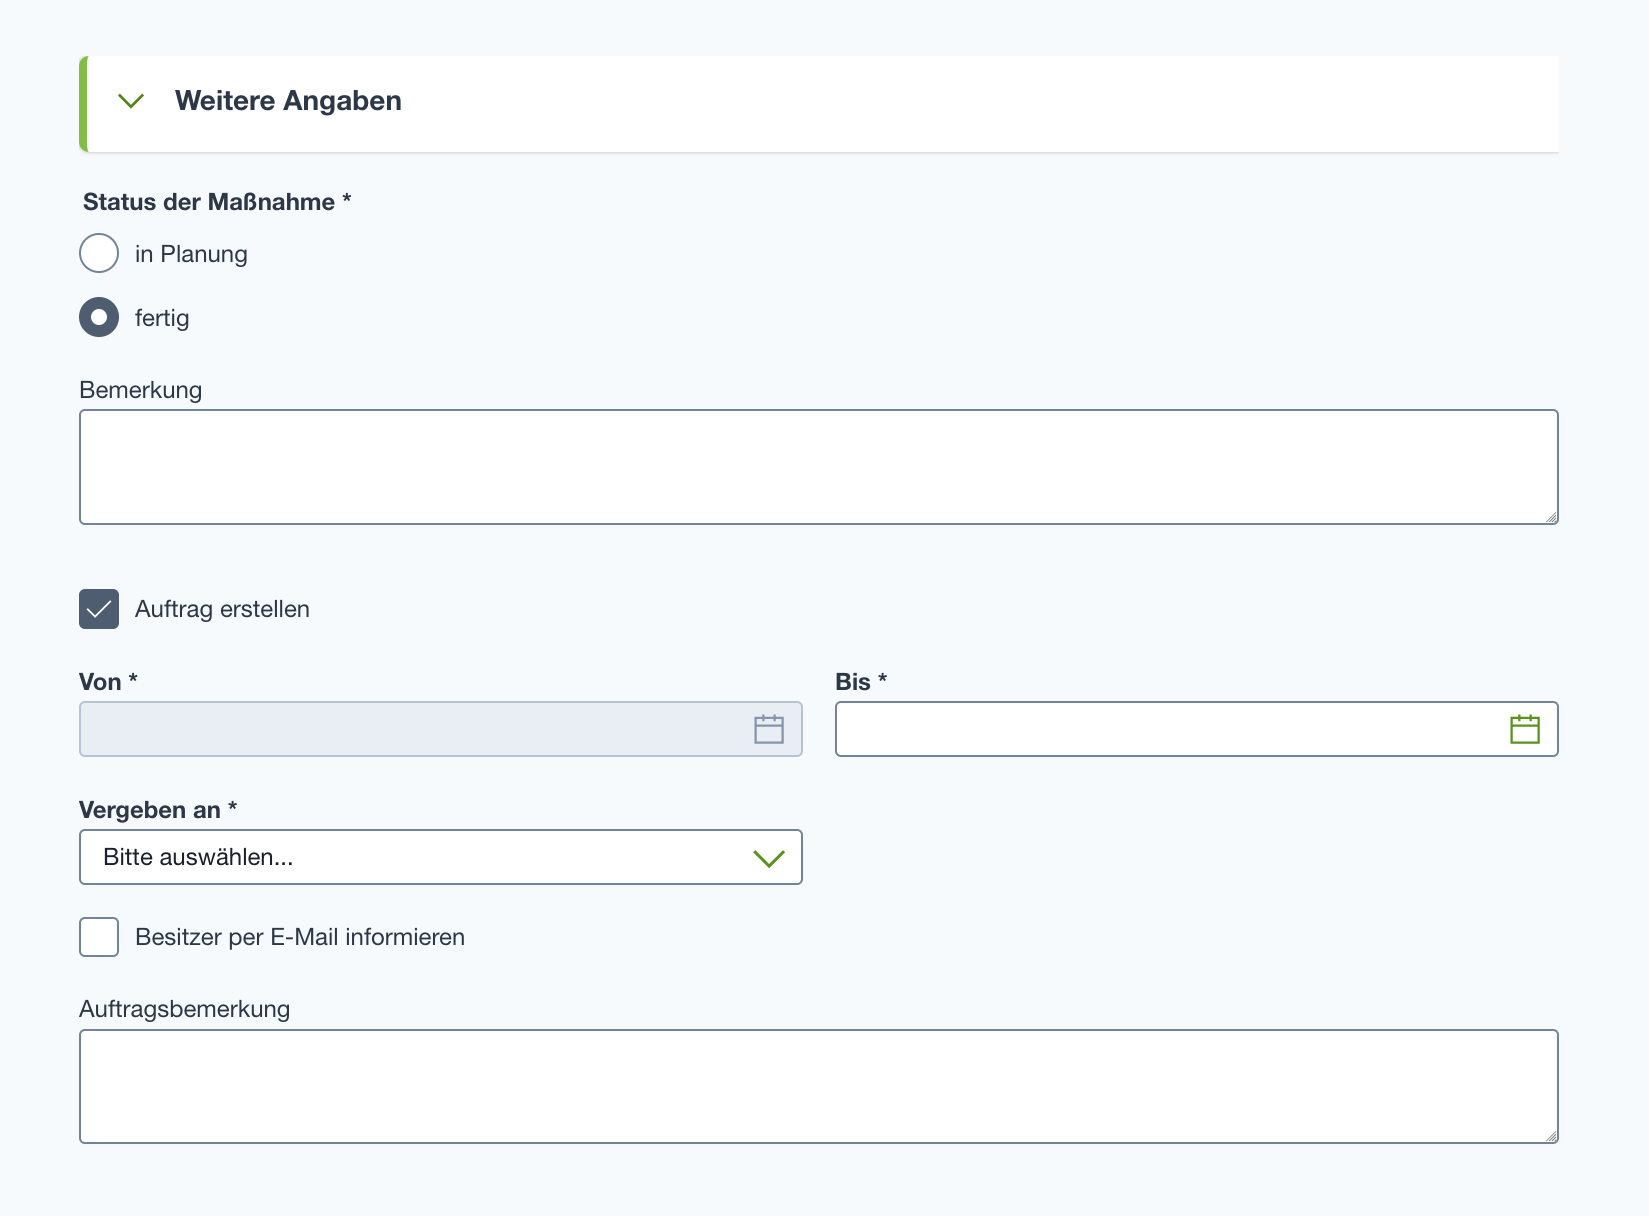 Weitere Angaben
Status der Maßnahme *
in Planung
fertig
Bemerkung
Auftrag erstellen
Von *
Bis *
Vergeben an *
Bitte auswählen...
Besitzer per E-Mail informieren
Auftragsbemerkung